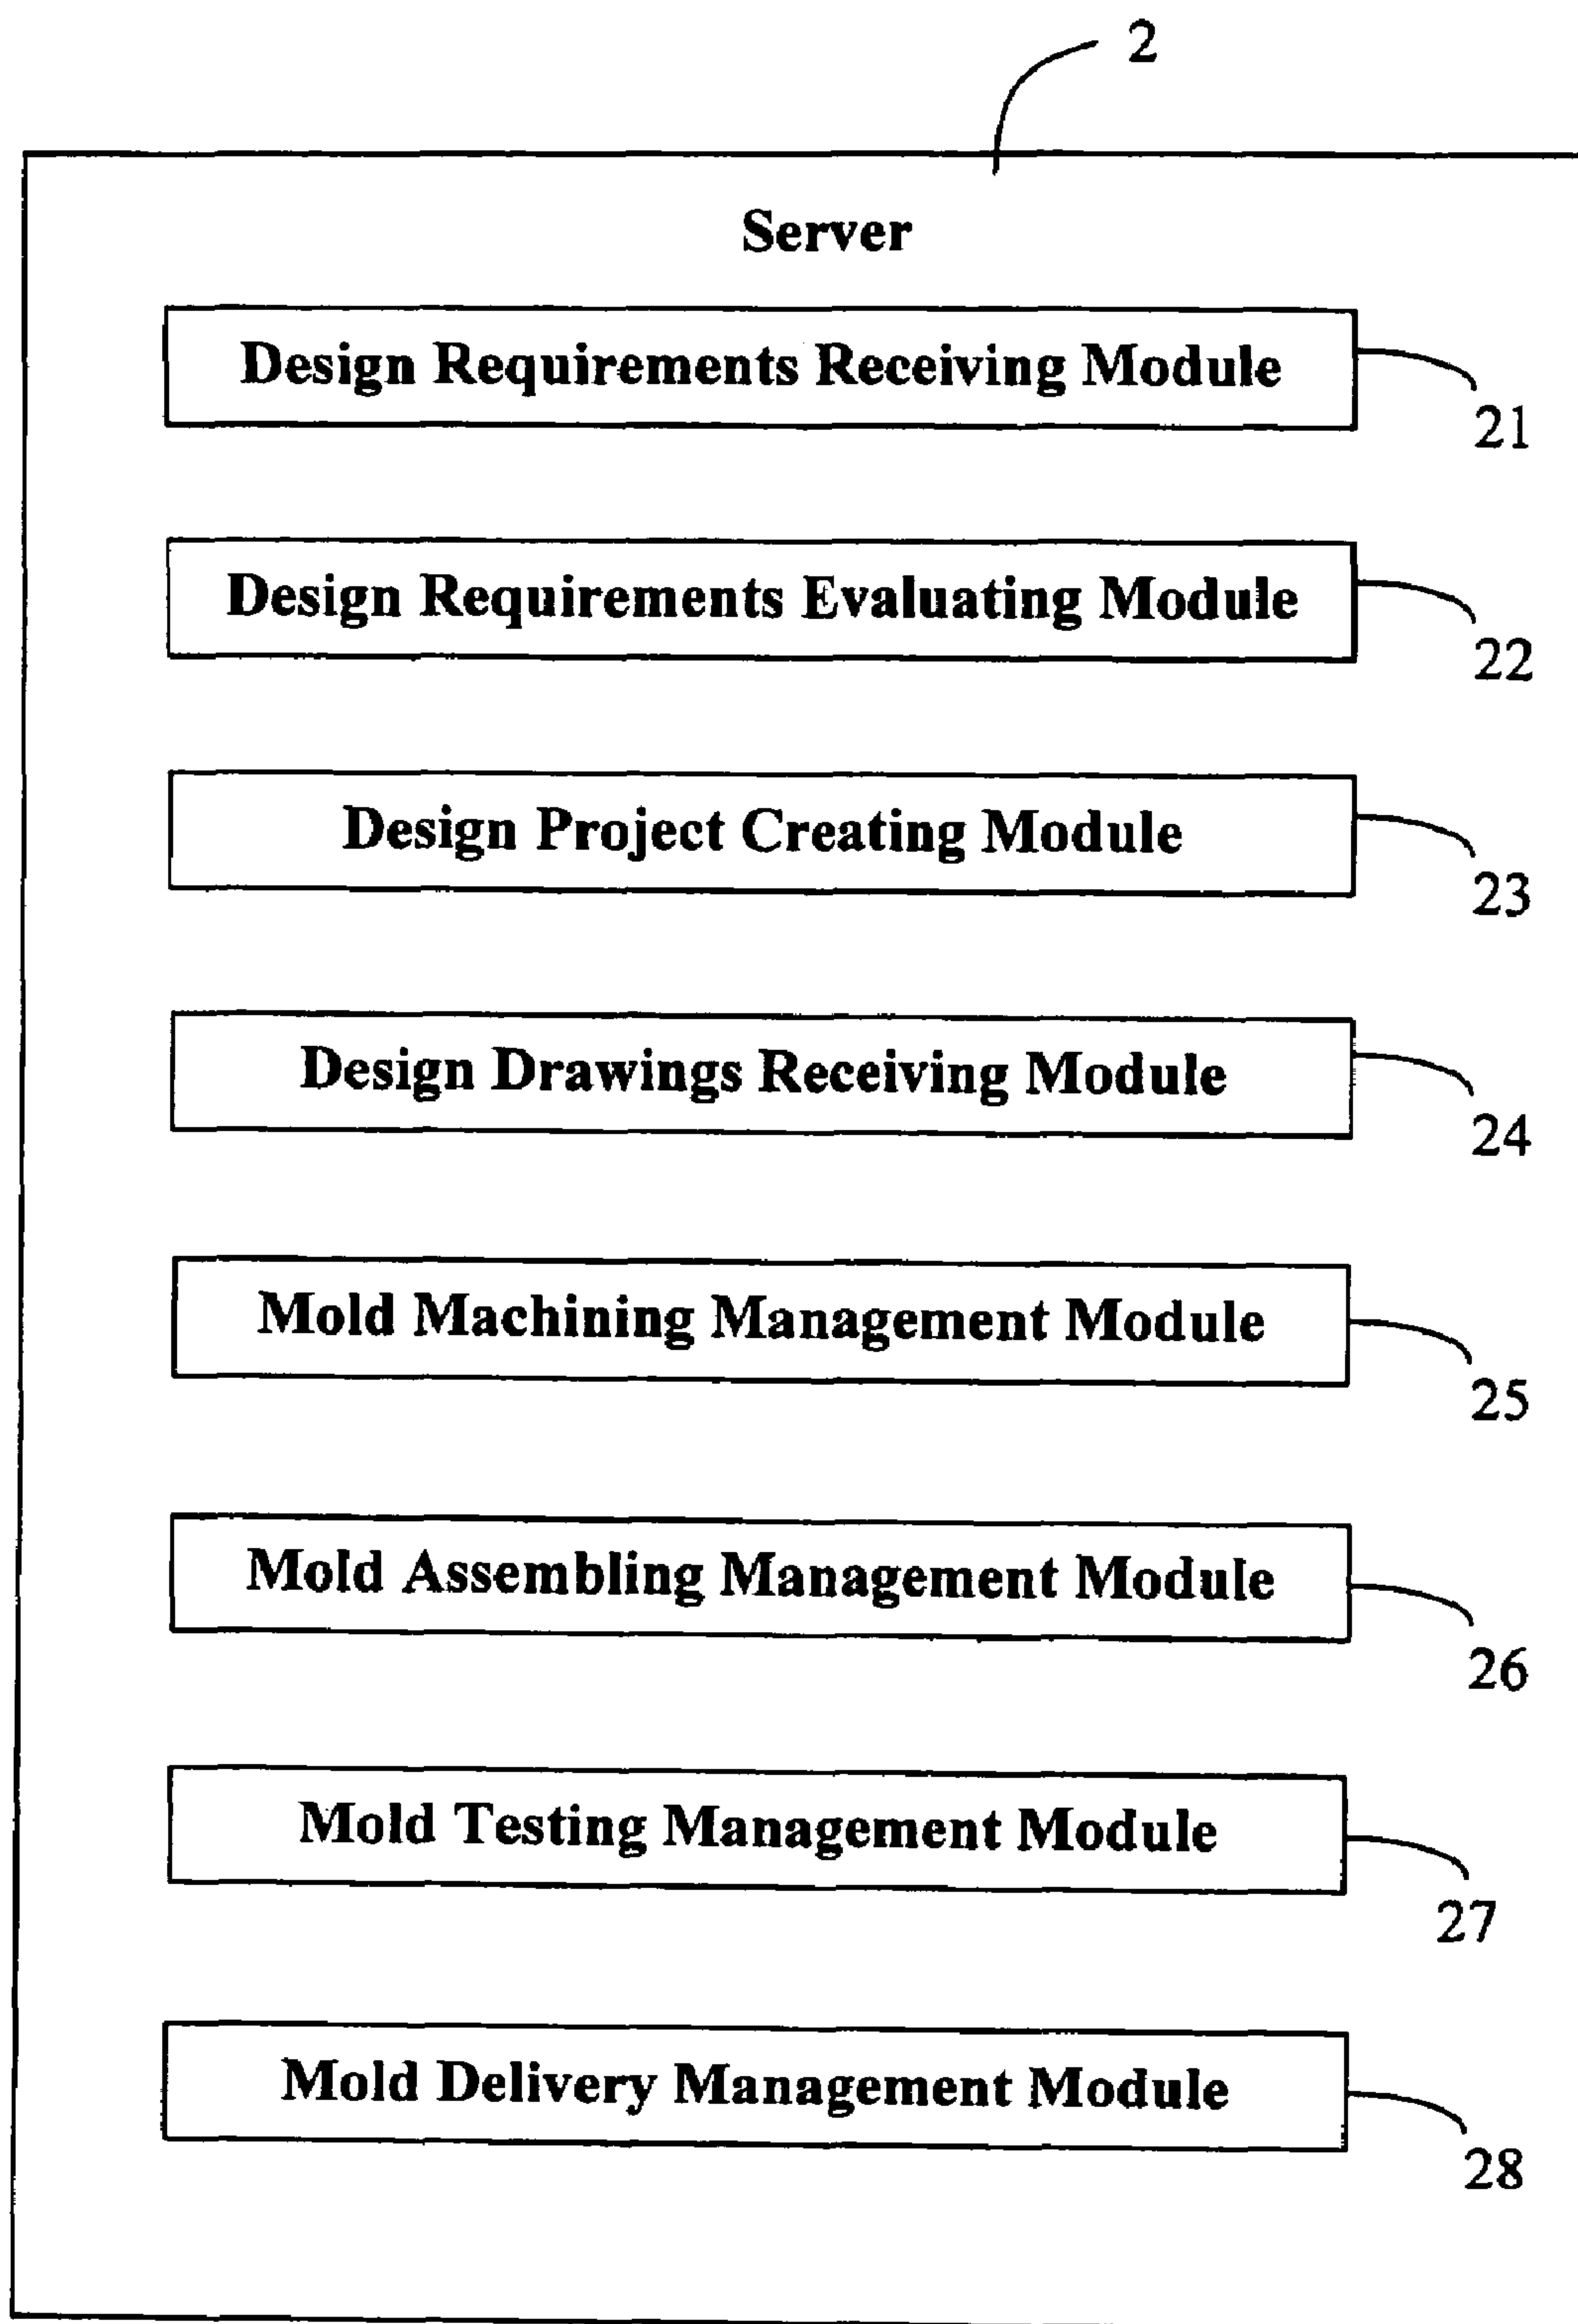 2
Server
Design Requirements Receiving Module
21
Design Requirements Evaluating Module
22
Design Project Creating Module
23
Design Drawings Receiving Module
24
Mold Machining Management Module
25
Mold Assembling Management Module
26
Mold Testing Management Module
27
Mold Delivery Management Module
28